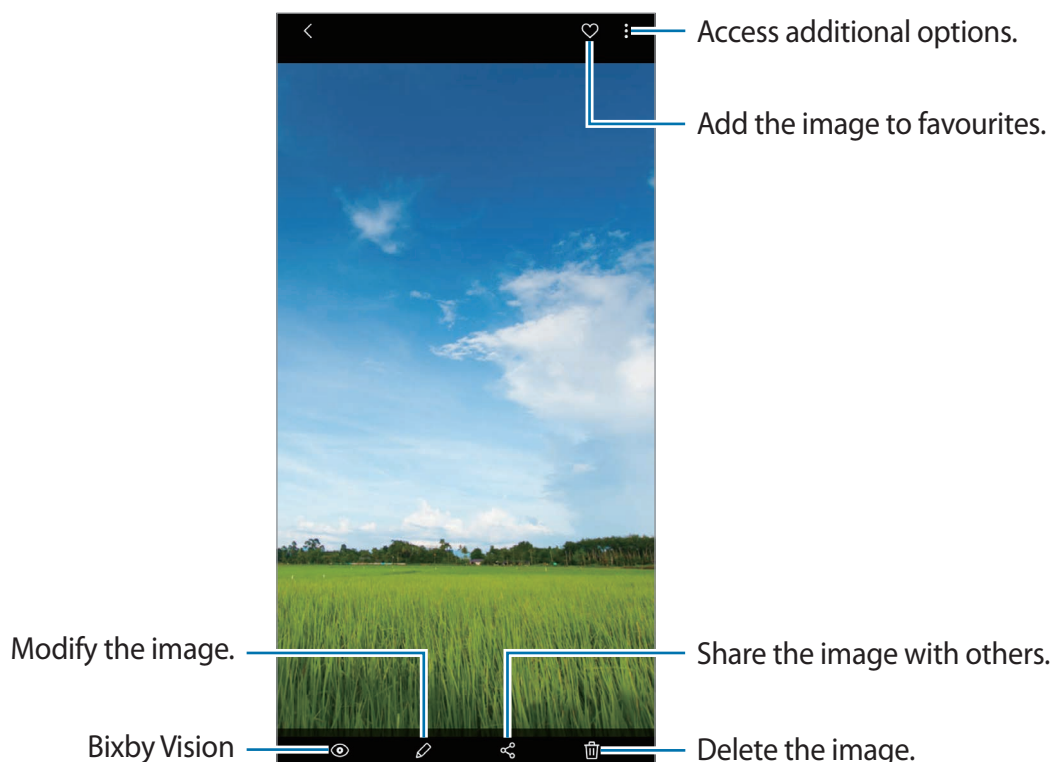 Access additional options.
Add the image to favourites.
Modify the image.
Share the image with others.
Bixby Vision
Delete the image.